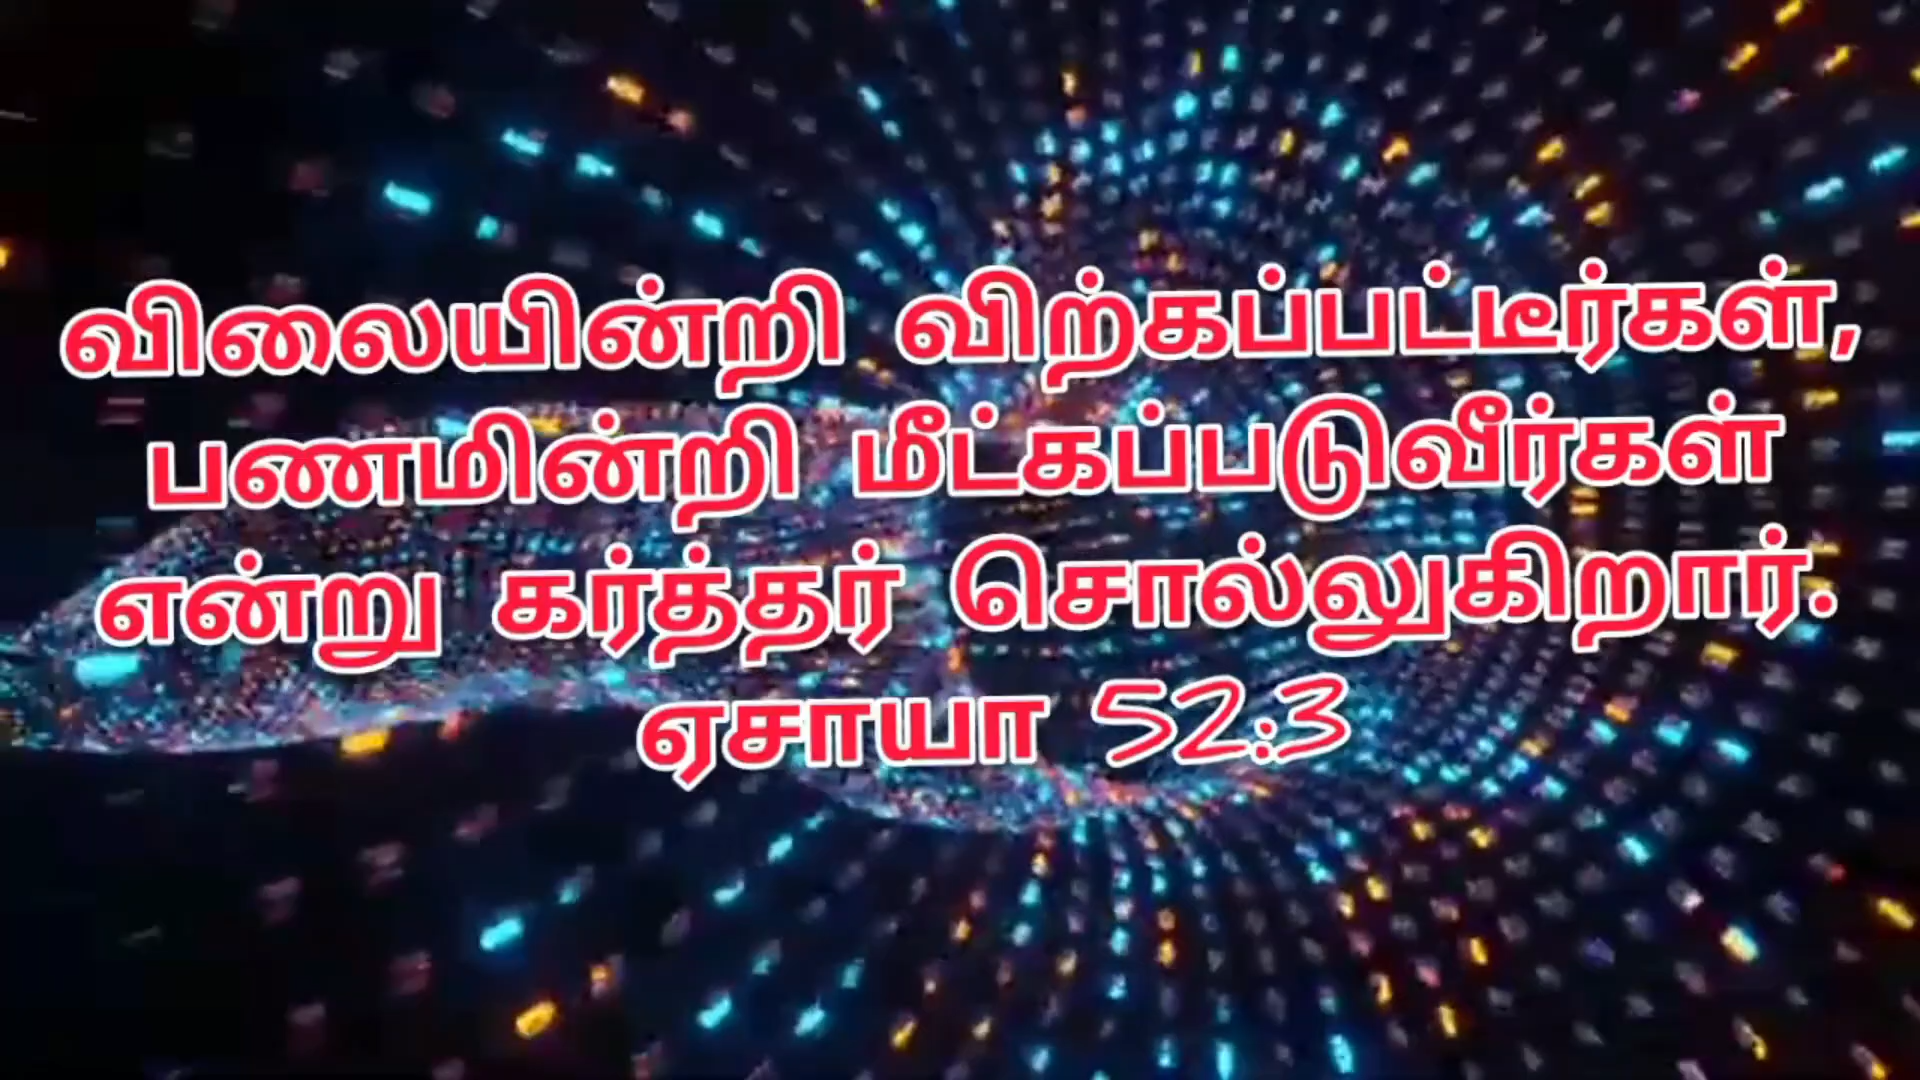 விலையின்றி விற்கப்பட்டீர்கள்,
பணமின்றி மீட்கப்படுவீர்கள்
என்று கர்த்தர் சொல்லுகிறார்.
ஏசாயா 52:3